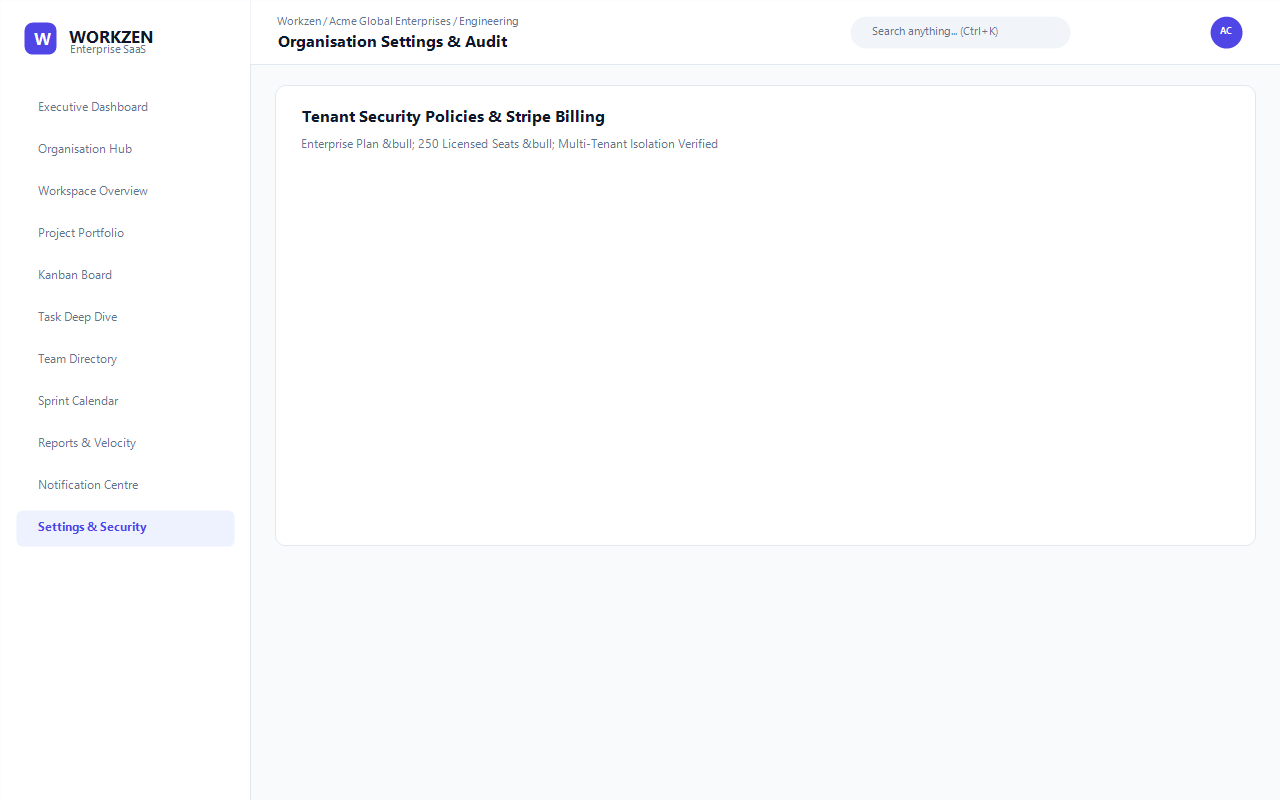 W
WORKZEN
Enterprise SaaS
Executive Dashboard
Organisation Hub
Workspace Overview
Project Portfolio
Kanban Board
Task Deep Dive
Team Directory
Sprint Calendar
Reports & Velocity
Notification Centre
Settings & Security
Workzen / Acme Global Enterprises / Engineering
Organisation Settings & Audit
Search anything... (Ctrl+K)
AC
Tenant Security Policies & Stripe Billing
Enterprise Plan &bull; 250 Licensed Seats &bull; Multi-Tenant Isolation Verified